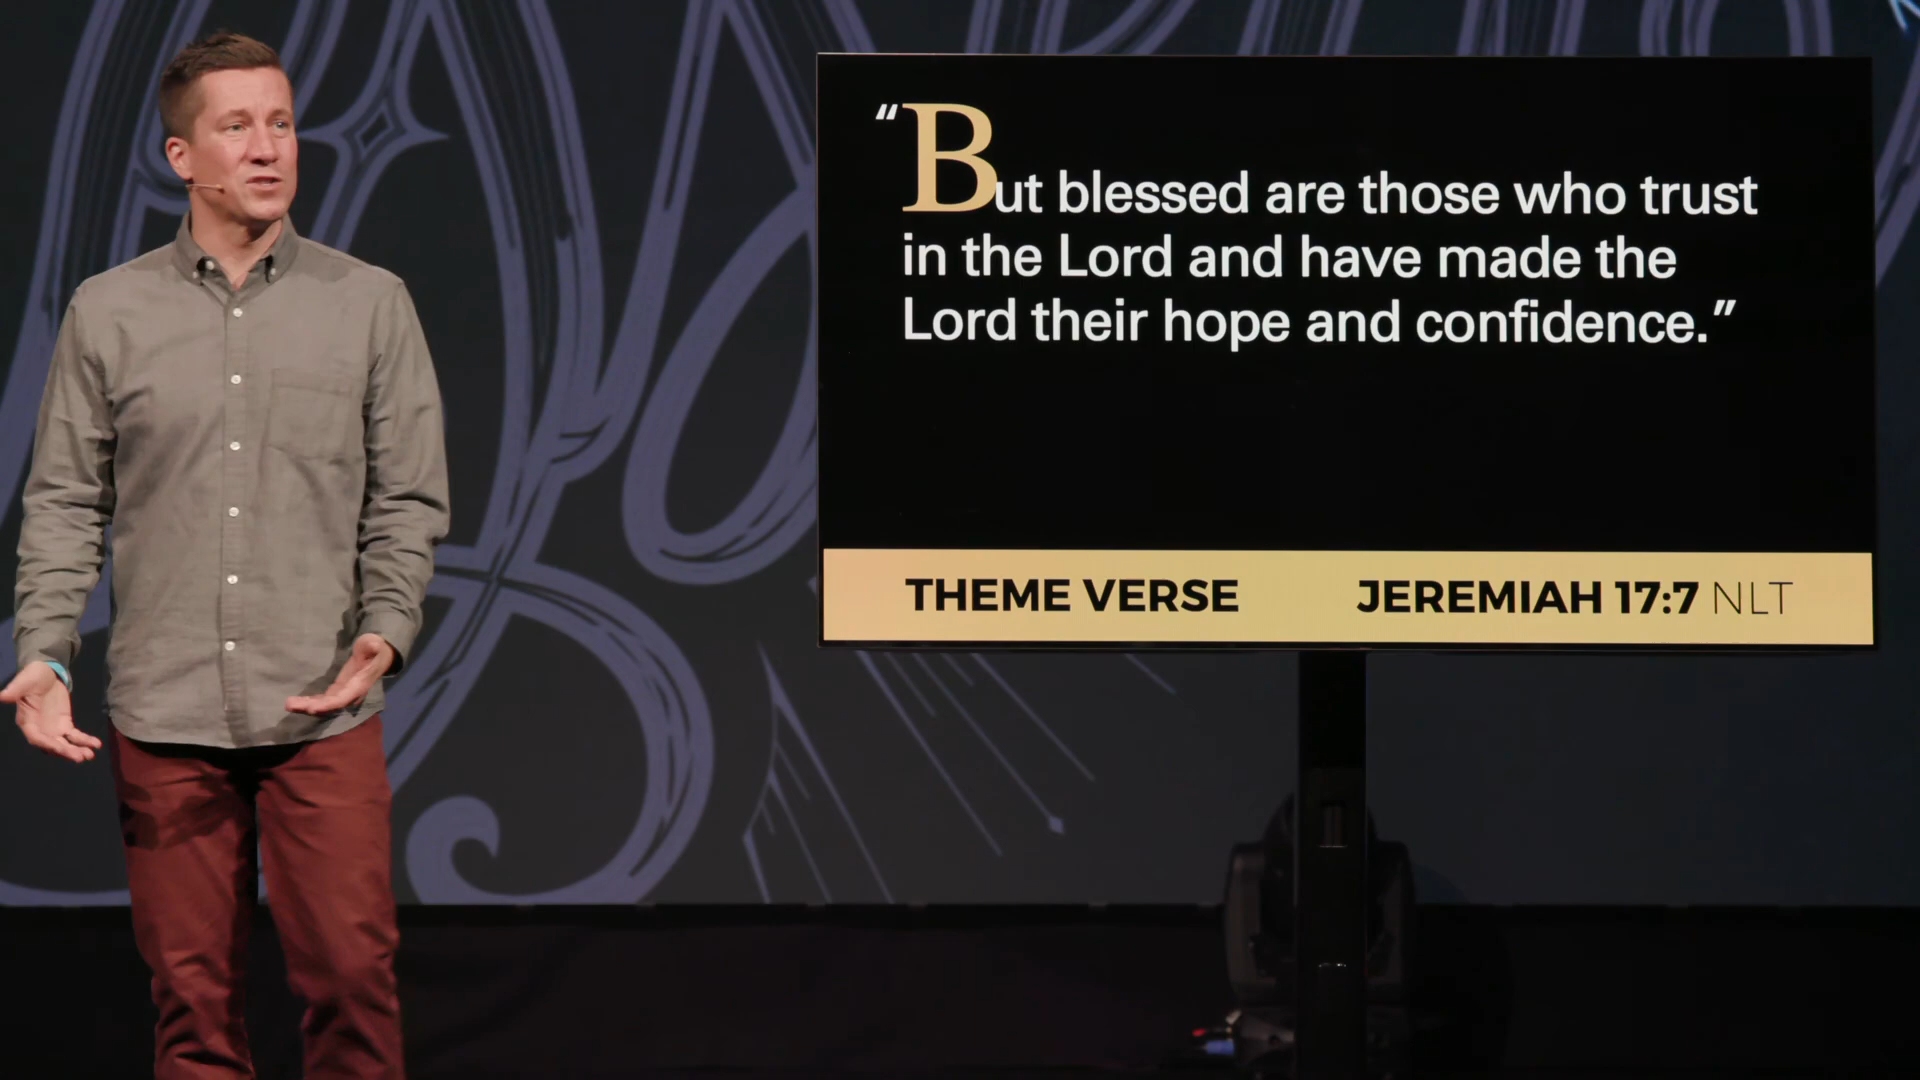 “But blessed are those who trust
in the Lord and have made the
Lord their hope and confidence.”
THEME VERSE
JEREMIAH 17:7 NLT